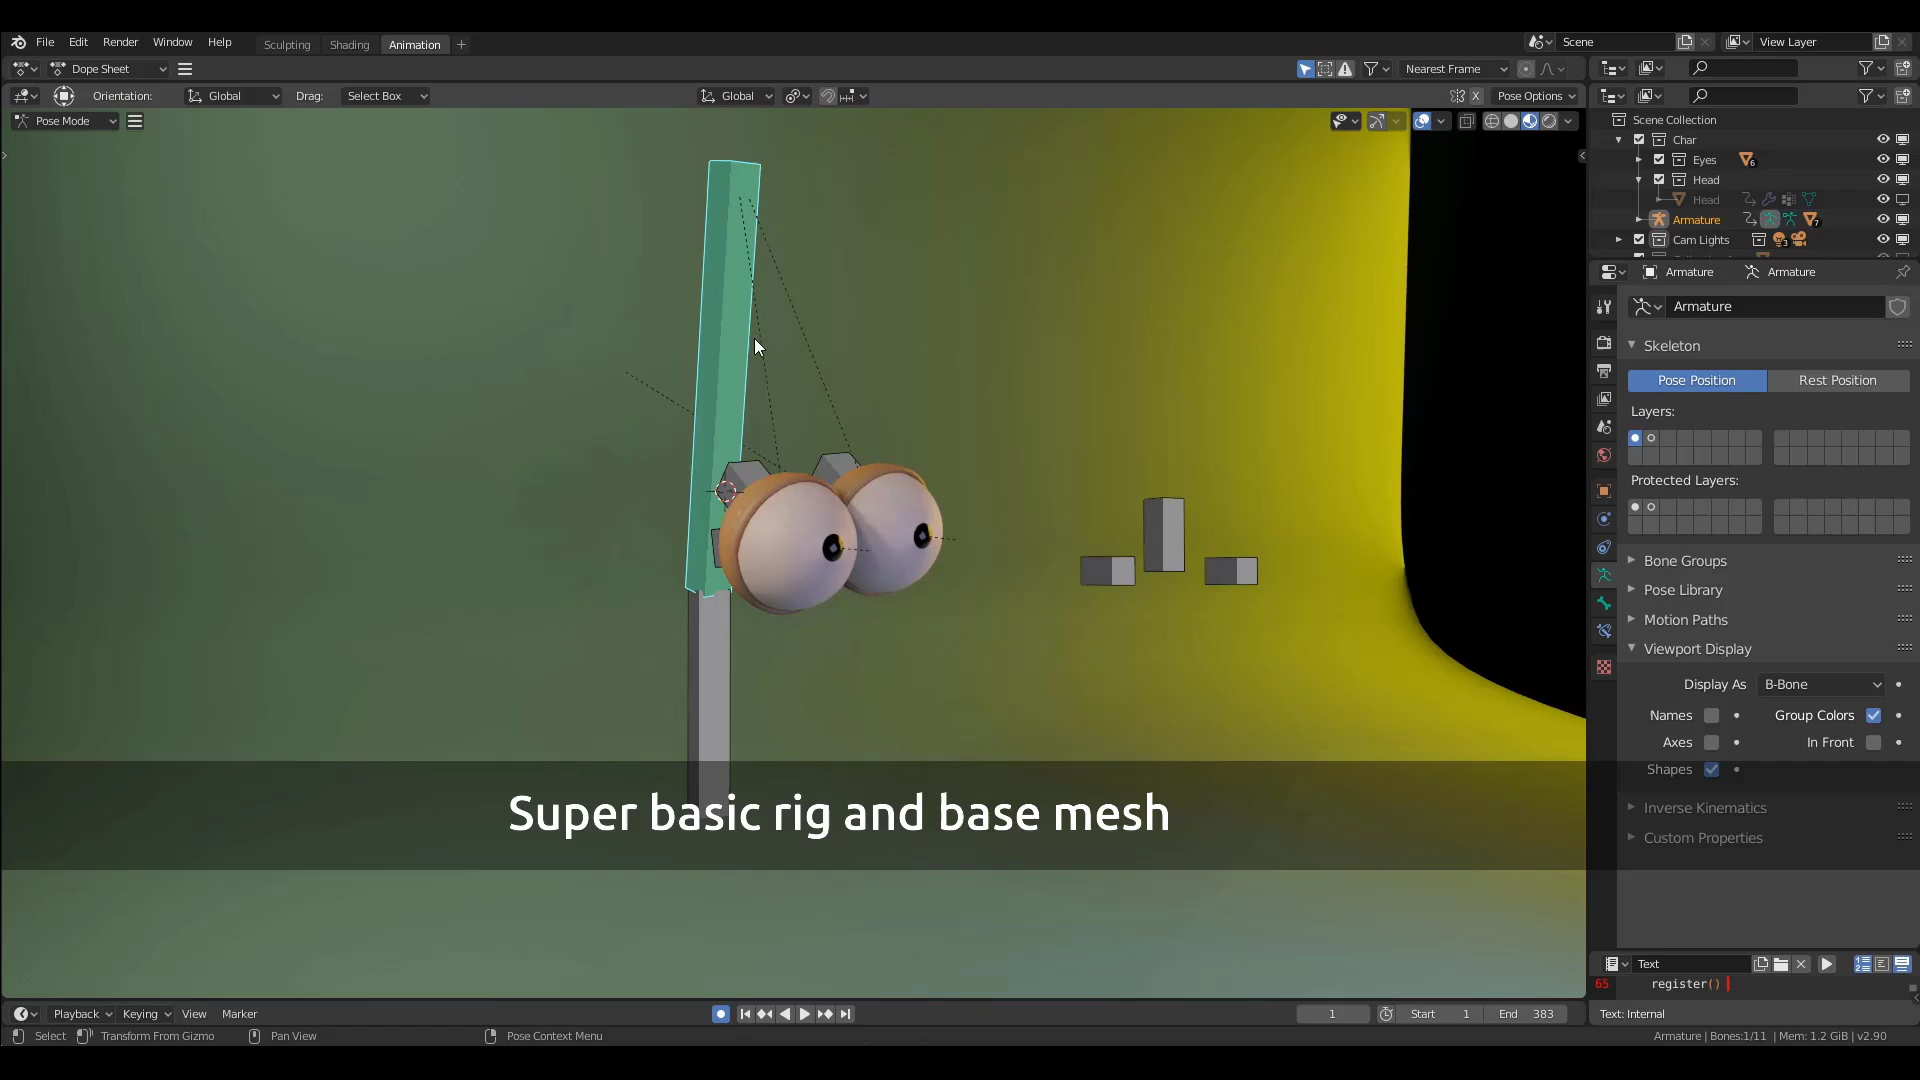 File Edit Render Window Help Sculpting Shading Animation + Scene View Layer
Dope Sheet Nearest Frame
Orientation: Global Drag: Select Box Global X Pose Options
Pose Mode
Scene Collection
Char
Eyes 6
Head
Head
Armature 7
Cam Lights 3
Armature Armature
Armature
Skeleton
Pose Position Rest Position
Layers:
Protected Layers:
Bone Groups
Pose Library
Motion Paths
Viewport Display
Display As B-Bone
Names Group Colors
Axes In Front
Shapes
Inverse Kinematics
Custom Properties
Super basic rig and base mesh
Text
65 register()
Text: Internal
Playback Keying View Marker 1 Start 1 End 383
Select Transform From Gizmo Pan View Pose Context Menu Armature | Bones:1/11 | Mem: 1.2 GiB | v2.90